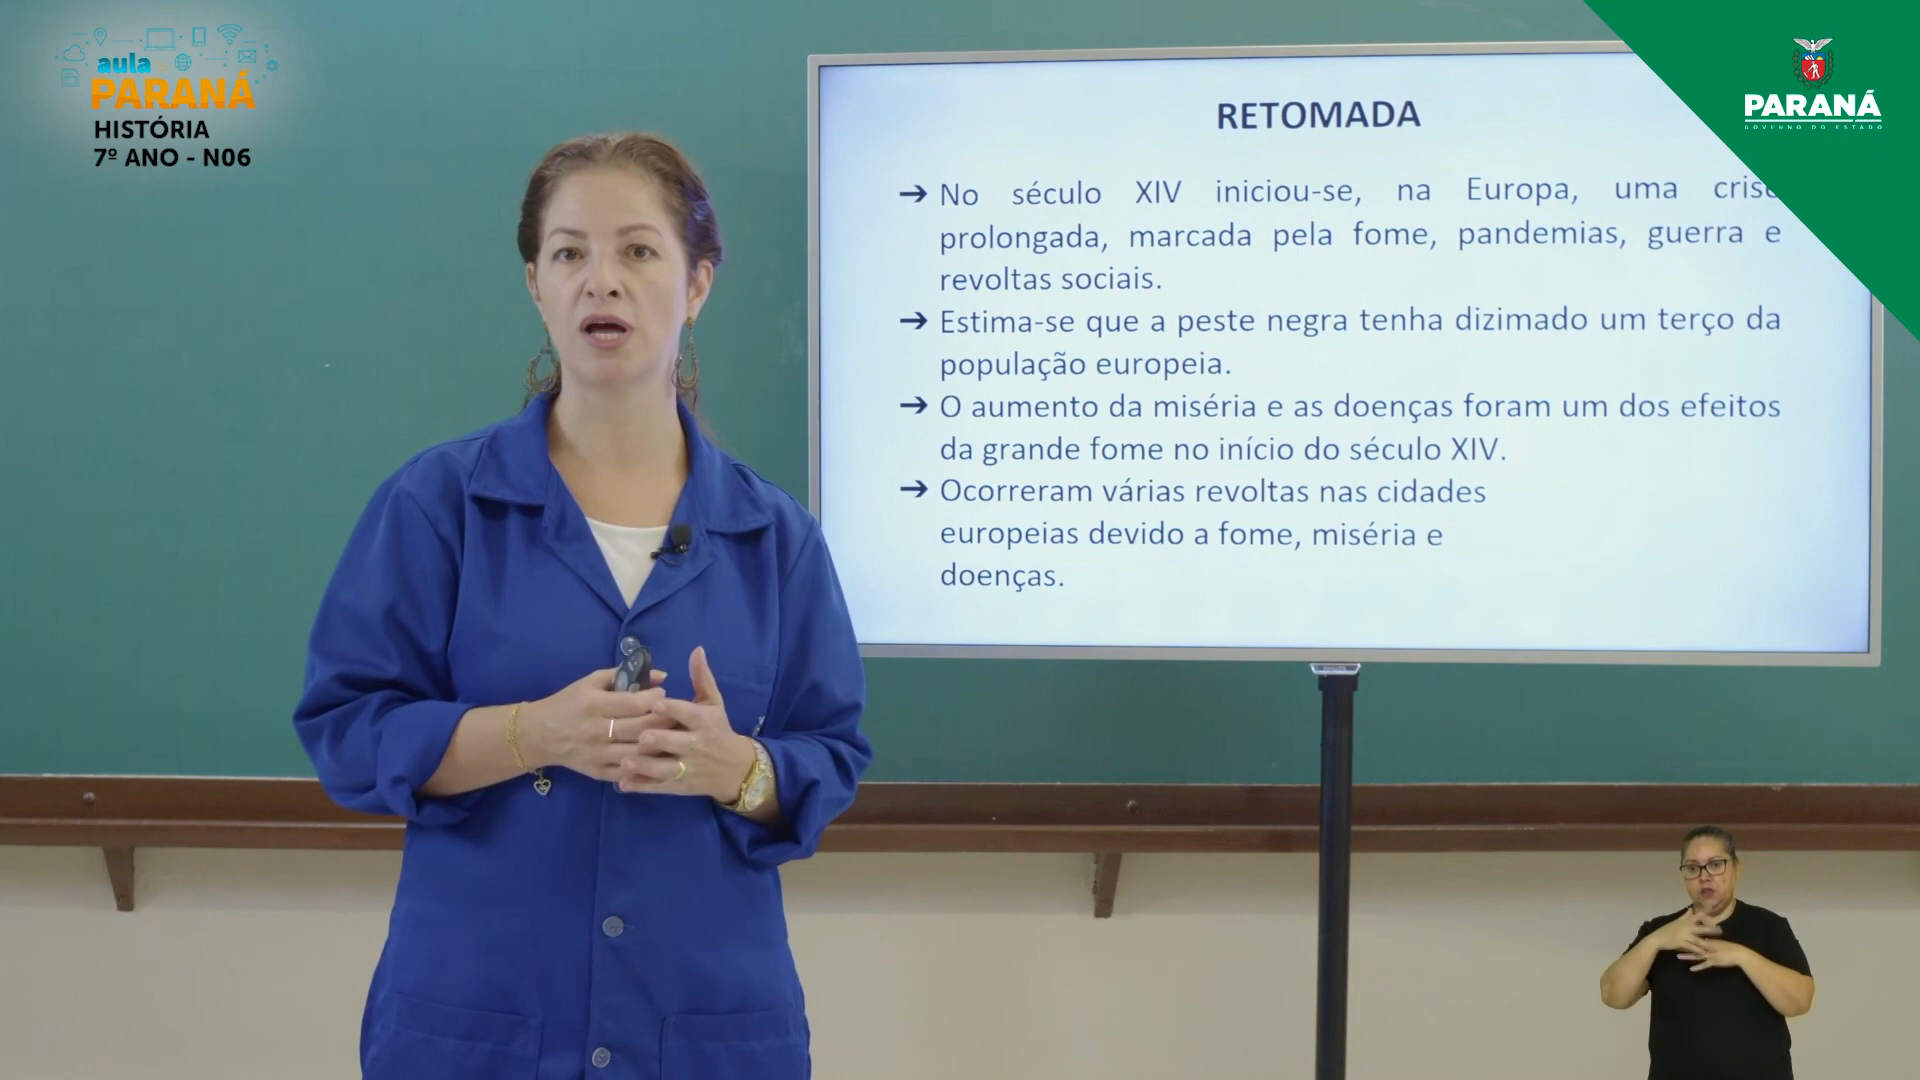 aula
PARANÁ
HISTÓRIA
7º ANO - N06
PARANÁ
GOVERNO DO ESTADO
RETOMADA
➔ No século XIV iniciou-se, na Europa, uma crise
prolongada, marcada pela fome, pandemias, guerra e
revoltas sociais.
➔ Estima-se que a peste negra tenha dizimado um terço da
população europeia.
➔ O aumento da miséria e as doenças foram um dos efeitos
da grande fome no início do século XIV.
➔ Ocorreram várias revoltas nas cidades
europeias devido a fome, miséria e
doenças.